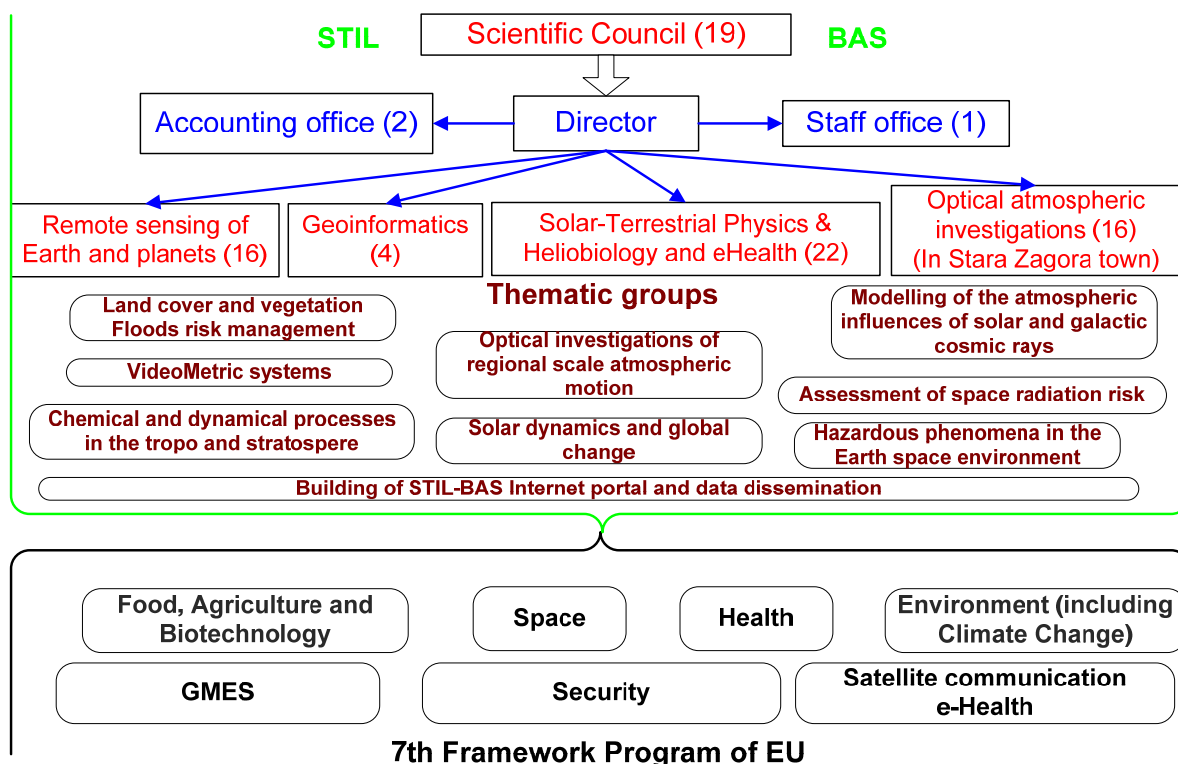 STIL
Scientific Council (19)
BAS
Accounting office (2)
Director
Staff office (1)
Remote sensing of
Earth and planets (16)
Geoinformatics
(4)
Solar-Terrestrial Physics &
Heliobiology and eHealth (22)
Optical atmospheric
investigations (16)
(In Stara Zagora town)
Thematic groups
Land cover and vegetation
Floods risk management
VideoMetric systems
Chemical and dynamical processes
in the tropo and stratospere
Optical investigations of
regional scale atmospheric
motion
Solar dynamics and global
change
Modelling of the atmospheric
influences of solar and galactic
cosmic rays
Assessment of space radiation risk
Hazardous phenomena in the
Earth space environment
Building of STIL-BAS Internet portal and data dissemination
Food, Agriculture and
Biotechnology
Space
Health
Environment (including
Climate Change)
GMES
Security
Satellite communication
e-Health
7th Framework Program of EU